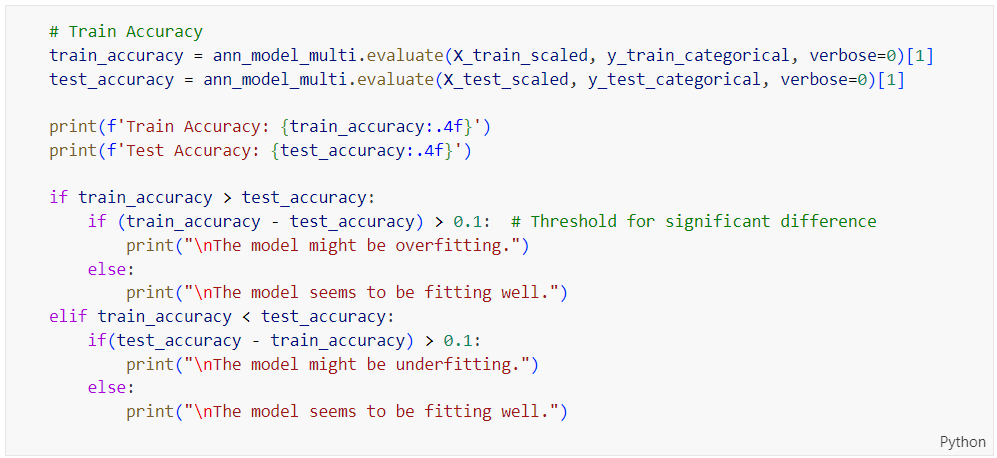 # Train Accuracy
train_accuracy = ann_model_multi.evaluate(X_train_scaled, y_train_categorical, verbose=0)[1]
test_accuracy = ann_model_multi.evaluate(X_test_scaled, y_test_categorical, verbose=0)[1]

print(f'Train Accuracy: {train_accuracy:.4f}')
print(f'Test Accuracy: {test_accuracy:.4f}')

if train_accuracy > test_accuracy:
    if (train_accuracy - test_accuracy) > 0.1:  # Threshold for significant difference
        print("\nThe model might be overfitting.")
    else:
        print("\nThe model seems to be fitting well.")
elif train_accuracy < test_accuracy:
    if(test_accuracy - train_accuracy) > 0.1:
        print("\nThe model might be underfitting.")
    else:
        print("\nThe model seems to be fitting well.")
Python